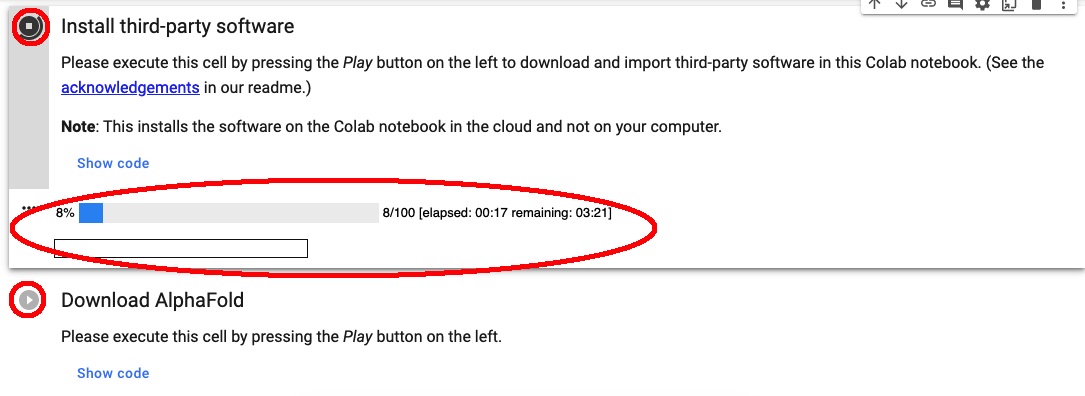 Install third-party software
Please execute this cell by pressing the Play button on the left to download and import third-party software in this Colab notebook. (See the
acknowledgements in our readme.)
Note: This installs the software on the Colab notebook in the cloud and not on your computer.
Show code
8% 8/100 [elapsed: 00:17 remaining: 03:21]
Download AlphaFold
Please execute this cell by pressing the Play button on the left.
Show code